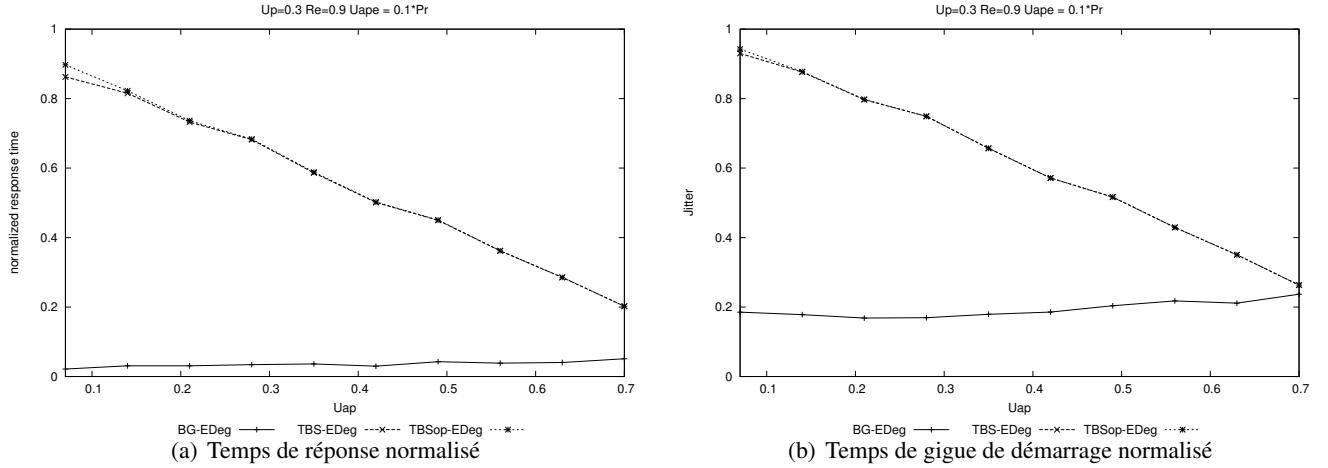 Up=0.3 Re=0.9 Uape = 0.1*Pr
1
0.8
0.6
0.4
0.2
0
normalized response time
0.1 0.2 0.3 0.4 0.5 0.6 0.7
Uap
BG-EDeg TBS-EDeg TBSop-EDeg
(a) Temps de réponse normalisé
Up=0.3 Re=0.9 Uape = 0.1*Pr
1
0.8
0.6
0.4
0.2
0
Jitter
0.1 0.2 0.3 0.4 0.5 0.6 0.7
Uap
BG-EDeg TBS-EDeg TBSop-EDeg
(b) Temps de gigue de démarrage normalisé